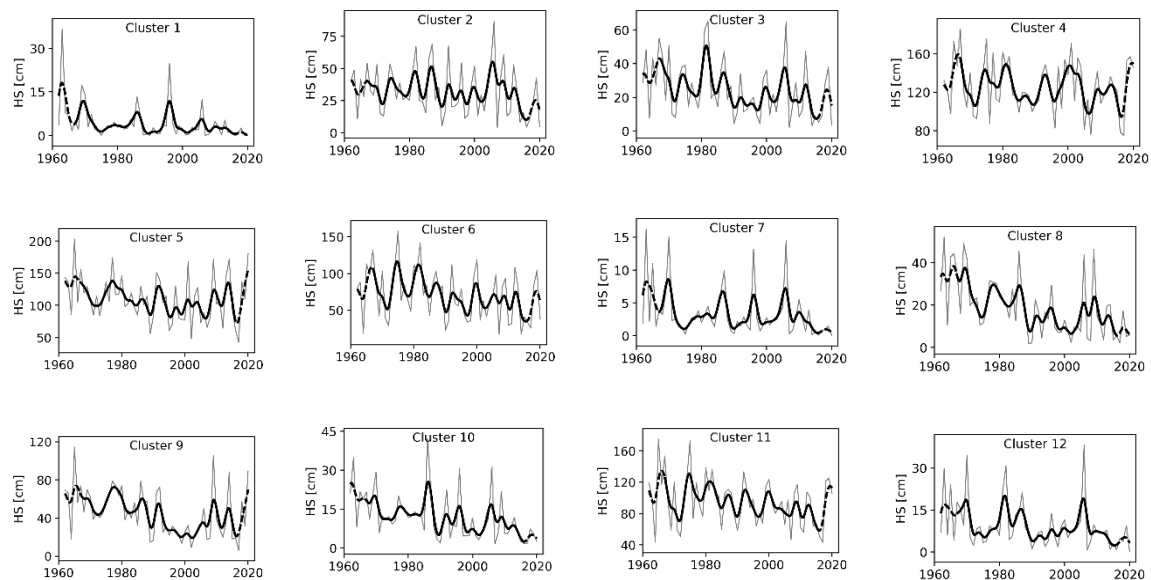 Cluster 1
HS [cm]
30
15
0
1960 1980 2000 2020
Cluster 2
HS [cm]
75
50
25
0
1960 1980 2000 2020
Cluster 3
HS [cm]
60
40
20
0
1960 1980 2000 2020
Cluster 4
HS [cm]
160
120
80
1960 1980 2000 2020
Cluster 5
HS [cm]
200
150
100
50
1960 1980 2000 2020
Cluster 6
HS [cm]
150
100
50
1960 1980 2000 2020
Cluster 7
HS [cm]
15
10
5
0
1960 1980 2000 2020
Cluster 8
HS [cm]
40
20
0
1960 1980 2000 2020
Cluster 9
HS [cm]
120
80
40
0
1960 1980 2000 2020
Cluster 10
HS [cm]
45
30
15
0
1960 1980 2000 2020
Cluster 11
HS [cm]
160
120
80
40
1960 1980 2000 2020
Cluster 12
HS [cm]
30
15
0
1960 1980 2000 2020